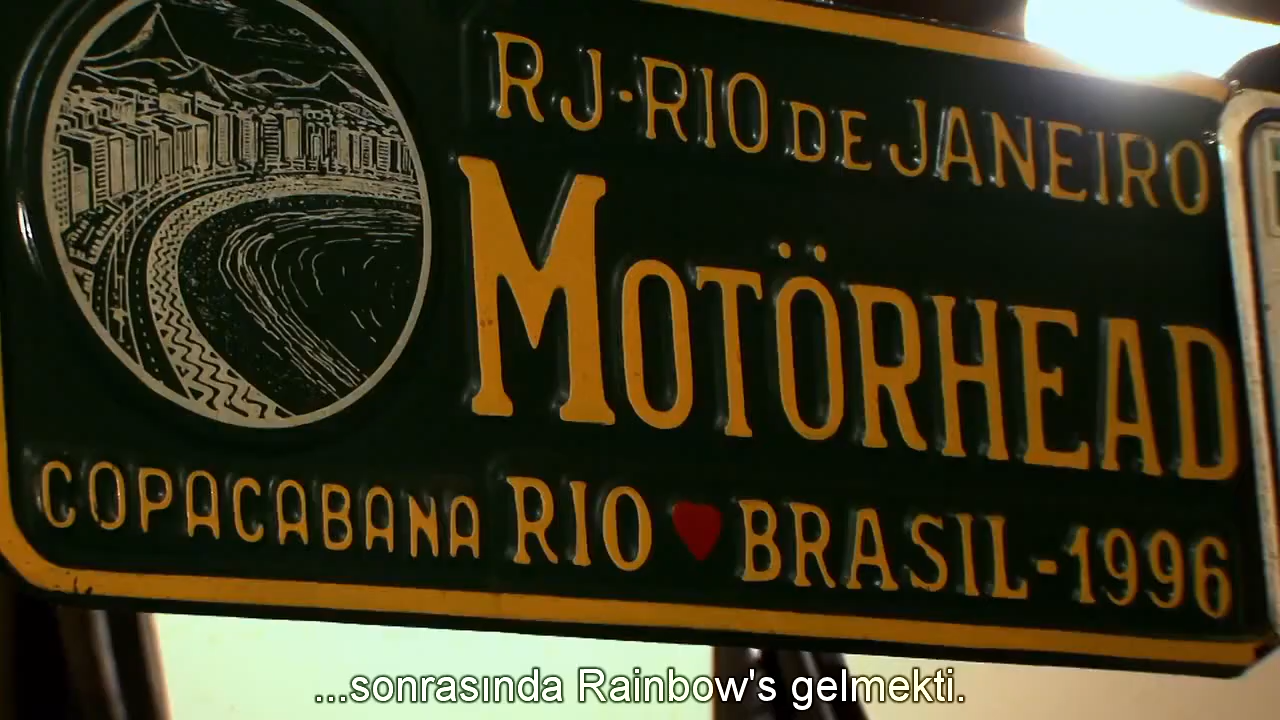 RJ·RIO DE JANEIRO
MOTÖRHEAD
COPACABANA RIO ♥ BRASIL-1996
...sonrasında Rainbow's gelmekti.